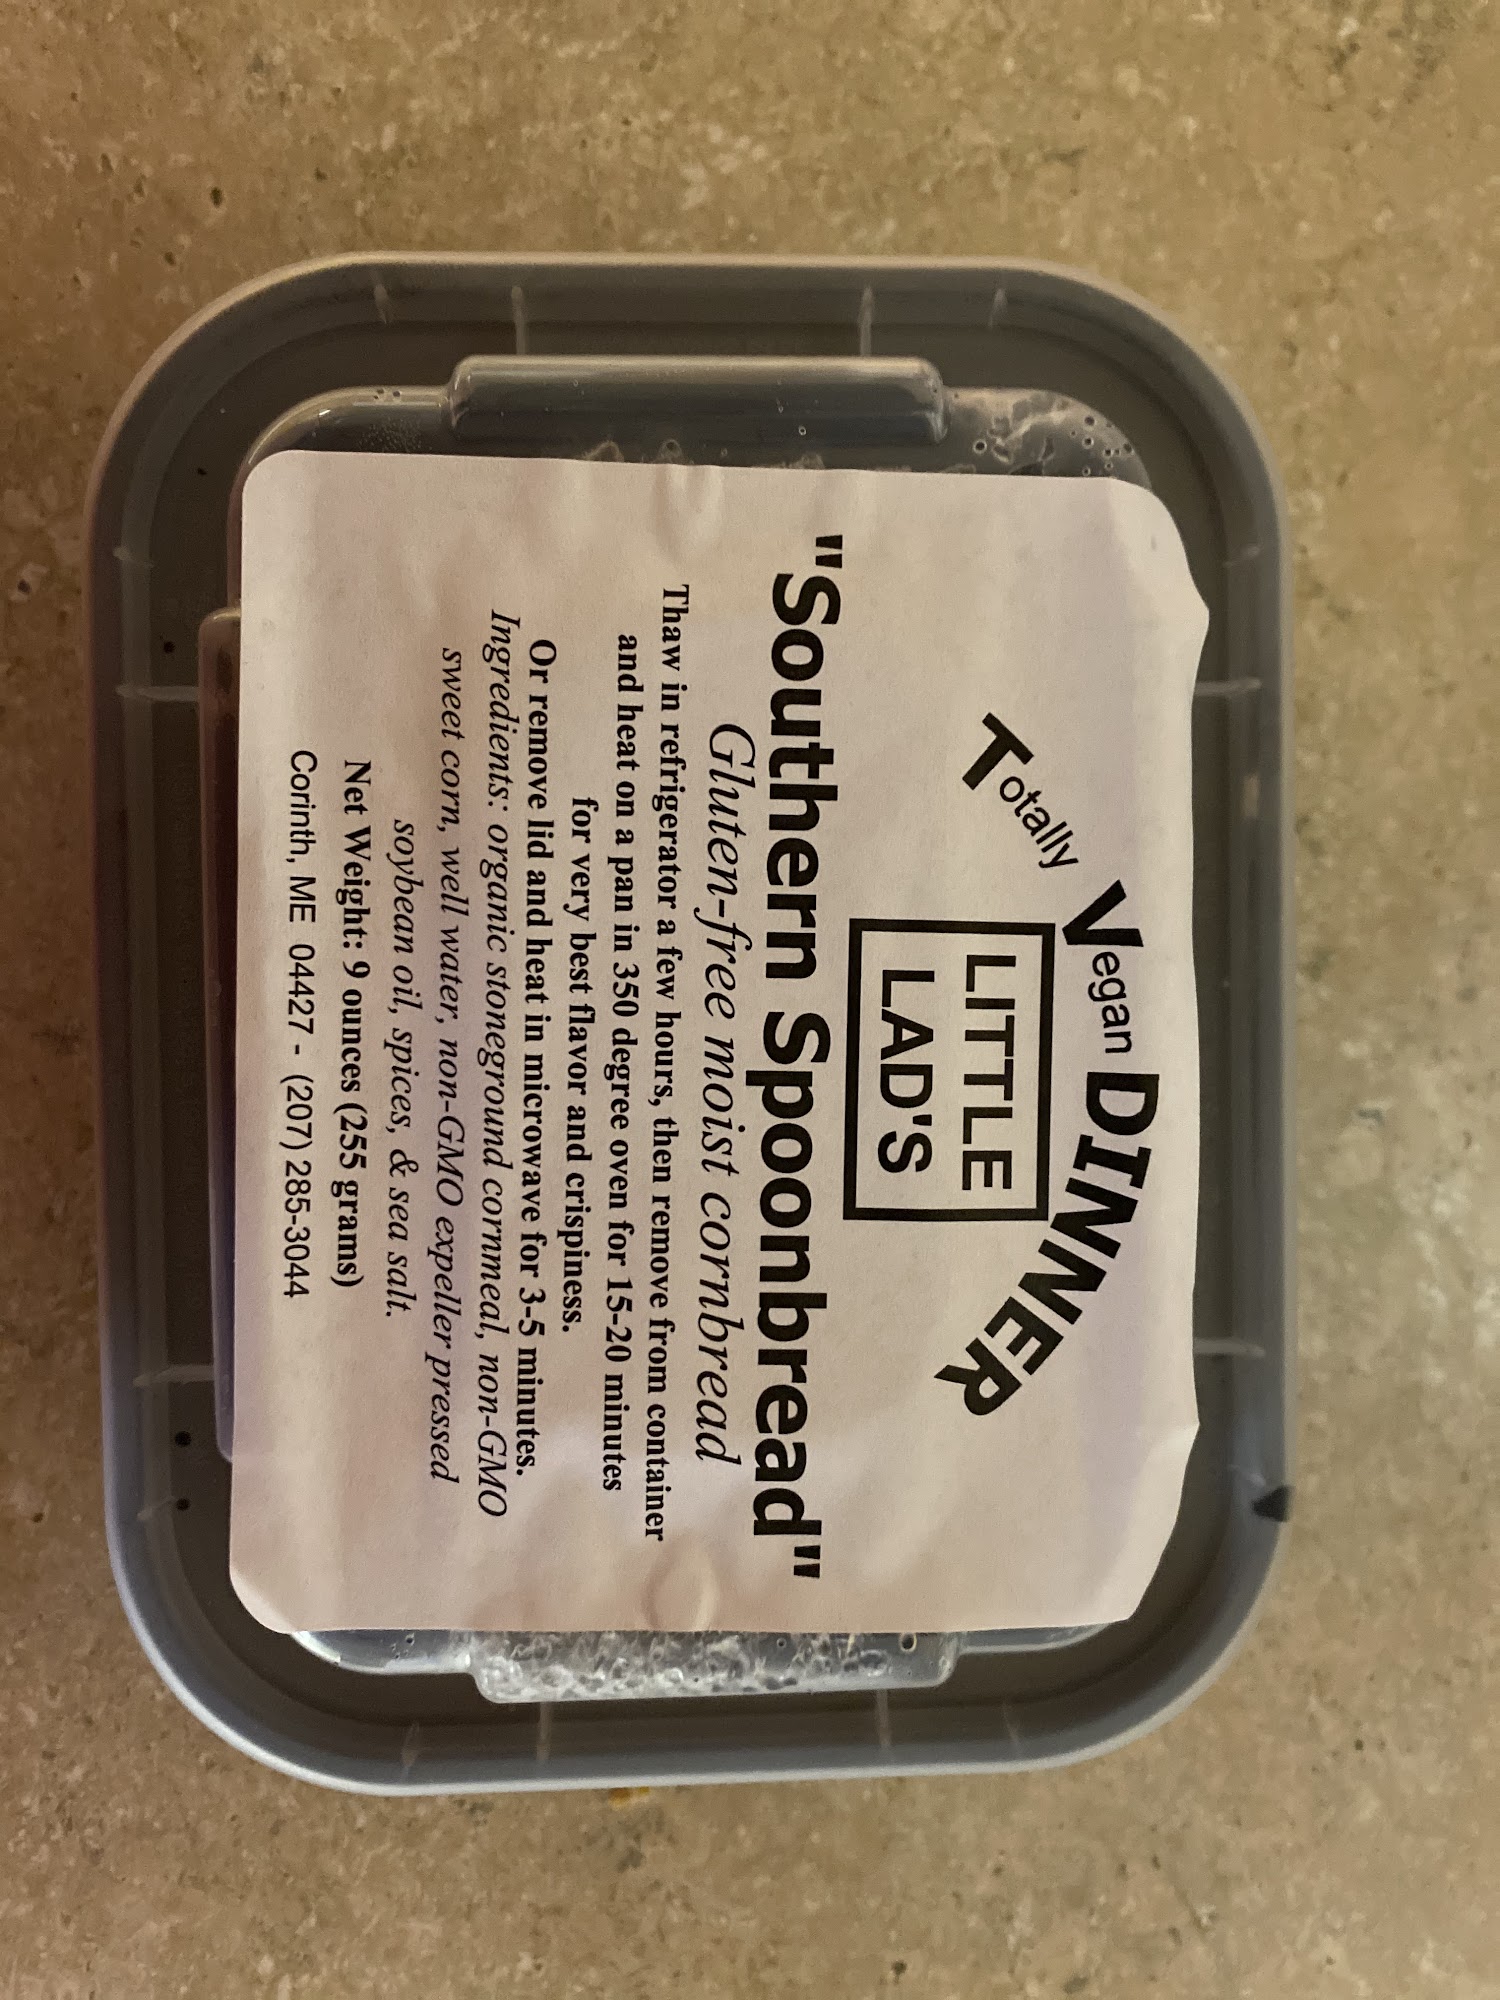 Totally Vegan DINNER
LITTLE
LAD'S
"Southern Spoonbread"
Gluten-free moist cornbread
Thaw in refrigerator a few hours, then remove from container
and heat on a pan in 350 degree oven for 15-20 minutes
for very best flavor and crispiness.
Or remove lid and heat in microwave for 3-5 minutes.
Ingredients: organic stoneground cornmeal, non-GMO
sweet corn, well water, non-GMO expeller pressed
soybean oil, spices, & sea salt.
Net Weight: 9 ounces (255 grams)
Corinth, ME 04427 - (207) 285-3044